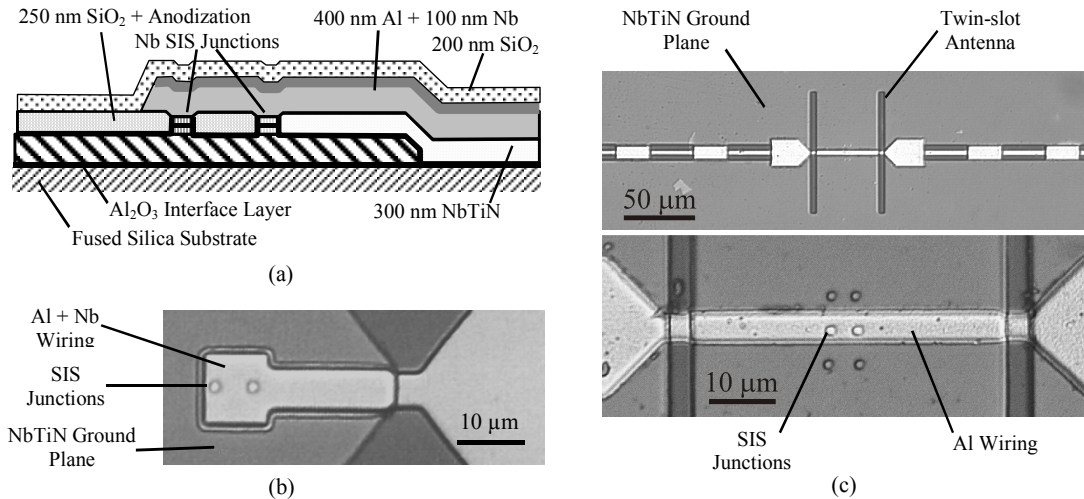 250 nm SiO₂ + Anodization
400 nm Al + 100 nm Nb
Nb SIS Junctions
200 nm SiO₂
Al₂O₃ Interface Layer
300 nm NbTiN
Fused Silica Substrate
(a)
Al + Nb
Wiring
SIS
Junctions
NbTiN Ground
Plane
10 µm
(b)
NbTiN Ground
Plane
Twin-slot
Antenna
50 µm
10 µm
SIS
Junctions
Al Wiring
(c)